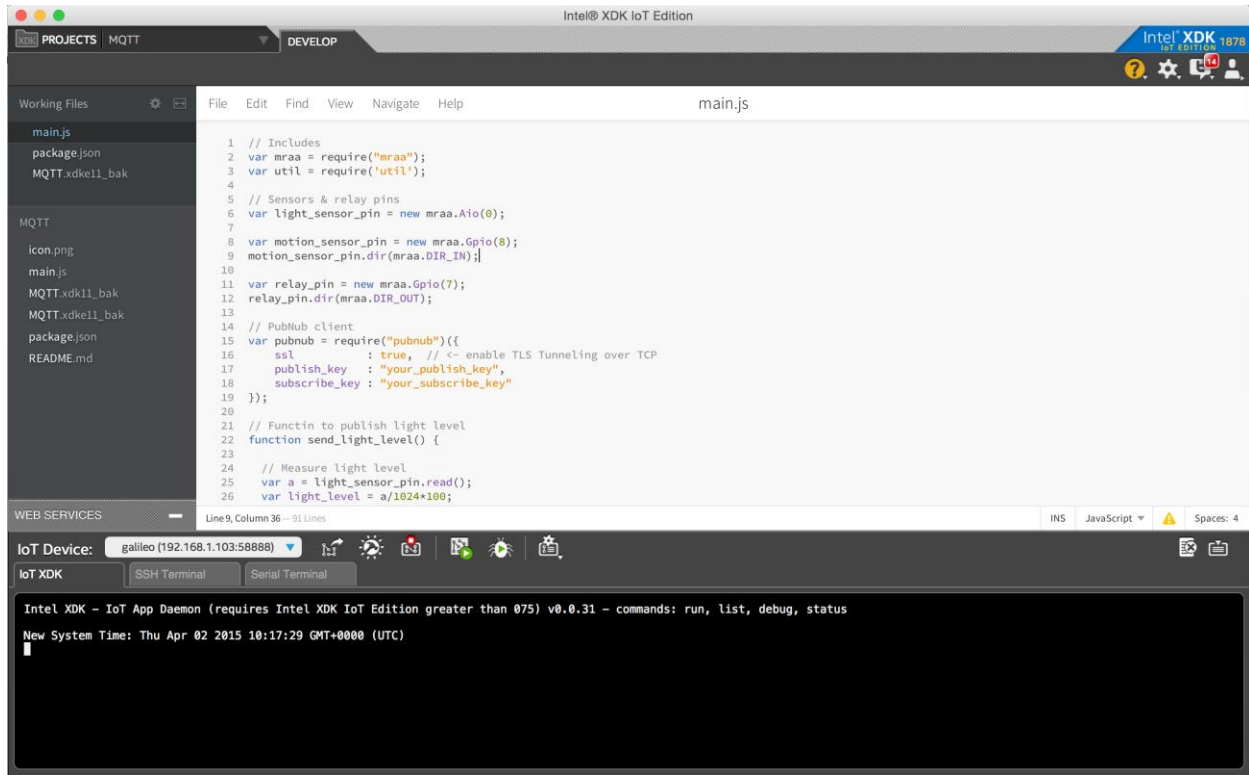 Intel® XDK IoT Edition
XDK PROJECTS MQTT
DEVELOP
Intel® XDK 1878
IoT EDITION
14
Working Files
File Edit Find View Navigate Help
main.js
main.js
package.json
MQTT.xdke11_bak
MQTT
icon.png
main.js
MQTT.xdk11_bak
MQTT.xdke11_bak
package.json
README.md
1 // Includes
2 var mraa = require("mraa");
3 var util = require('util');
4
5 // Sensors & relay pins
6 var light_sensor_pin = new mraa.Aio(0);
7
8 var motion_sensor_pin = new mraa.Gpio(8);
9 motion_sensor_pin.dir(mraa.DIR_IN);
10
11 var relay_pin = new mraa.Gpio(7);
12 relay_pin.dir(mraa.DIR_OUT);
13
14 // PubNub client
15 var pubnub = require("pubnub")({
16 ssl : true, // <- enable TLS Tunneling over TCP
17 publish_key : "your_publish_key",
18 subscribe_key : "your_subscribe_key"
19 });
20
21 // Functin to publish light level
22 function send_light_level() {
23
24 // Measure light level
25 var a = light_sensor_pin.read();
26 var light_level = a/1024*100;
WEB SERVICES
Line 9, Column 36 — 91 Lines
INS JavaScript Spaces: 4
IoT Device: galileo (192.168.1.103:58888)
IoT XDK SSH Terminal Serial Terminal
Intel XDK - IoT App Daemon (requires Intel XDK IoT Edition greater than 075) v0.0.31 - commands: run, list, debug, status
New System Time: Thu Apr 02 2015 10:17:29 GMT+0000 (UTC)